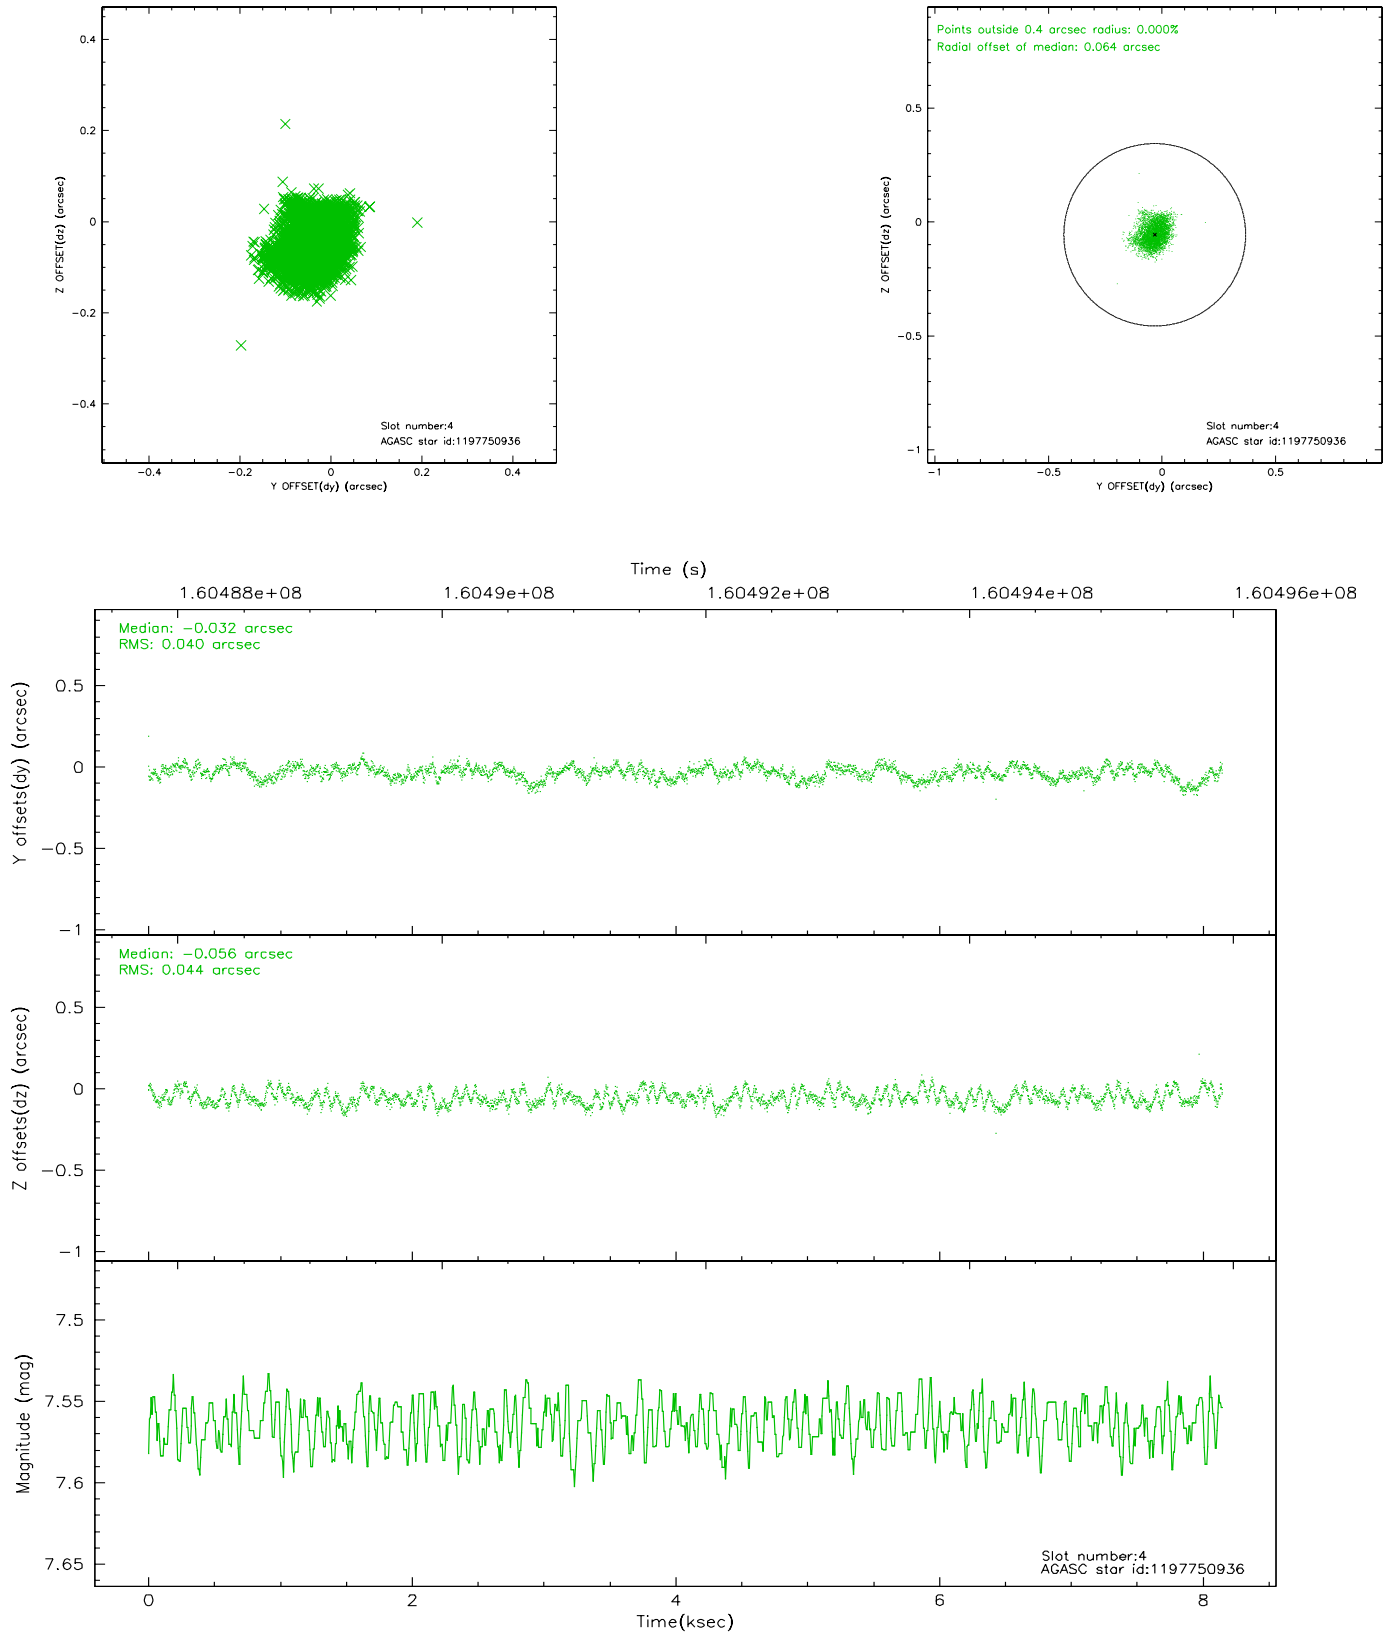 0.4
0.2
0
−0.2
−0.4
Z OFFSET(dz) (arcsec)
−0.4 −0.2 0 0.2 0.4
Y OFFSET(dy) (arcsec)
Slot number:4
AGASC star id:1197750936
Points outside 0.4 arcsec radius: 0.000%
Radial offset of median: 0.064 arcsec
0.5
0
−0.5
−1
Z OFFSET(dz) (arcsec)
−1 −0.5 0 0.5
Y OFFSET(dy) (arcsec)
Slot number:4
AGASC star id:1197750936
Time (s)
1.60488e+08 1.6049e+08 1.60492e+08 1.60494e+08 1.60496e+08
Median: −0.032 arcsec
RMS: 0.040 arcsec
0.5
0
−0.5
−1
Y offsets(dy) (arcsec)
Median: −0.056 arcsec
RMS: 0.044 arcsec
0.5
0
−0.5
−1
Z offsets(dz) (arcsec)
7.5
7.55
7.6
7.65
Magnitude (mag)
Slot number:4
AGASC star id:1197750936
0 2 4 6 8
Time(ksec)